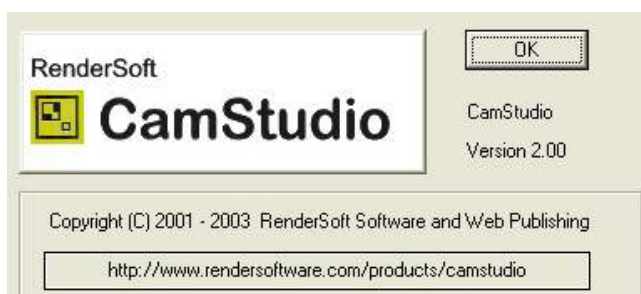 RenderSoft
CamStudio
OK
CamStudio
Version 2.00
Copyright (C) 2001 - 2003 RenderSoft Software and Web Publishing
http://www.rendersoftware.com/products/camstudio